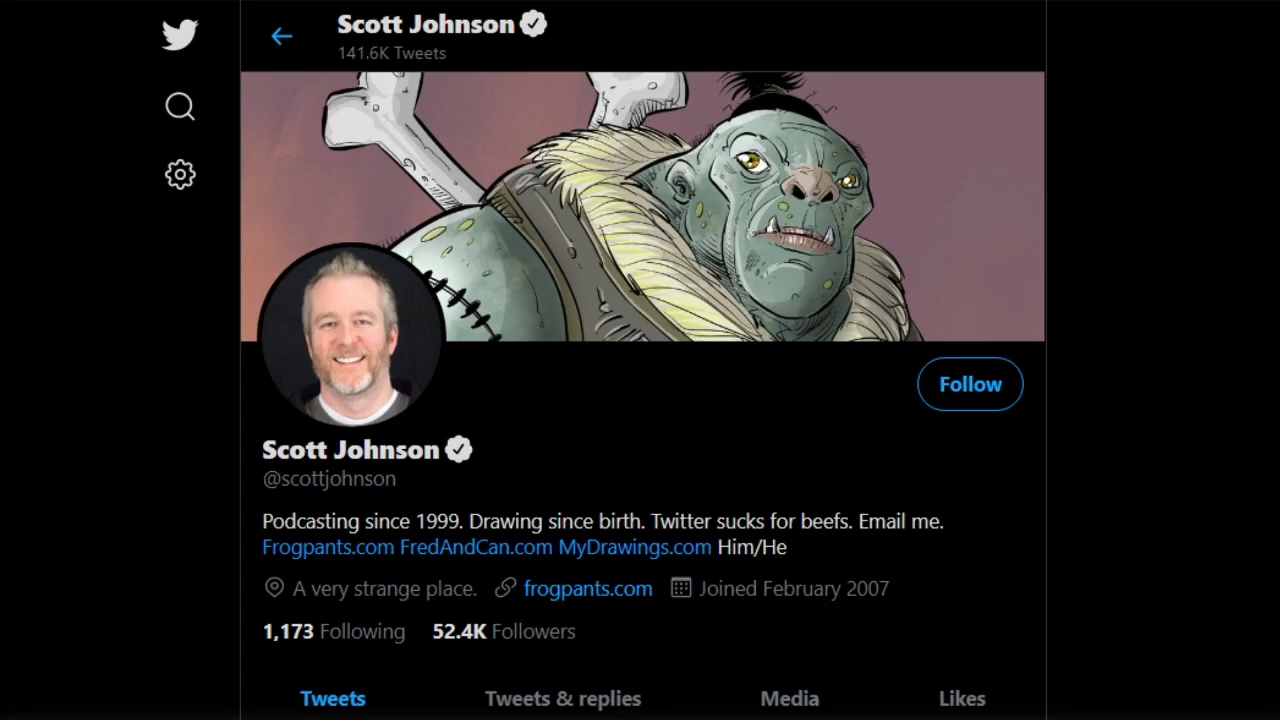 Scott Johnson
141.6K Tweets
Follow
Scott Johnson
@scottjohnson
Podcasting since 1999. Drawing since birth. Twitter sucks for beefs. Email me.
Frogpants.com FredAndCan.com MyDrawings.com Him/He
A very strange place. frogpants.com Joined February 2007
1,173 Following 52.4K Followers
Tweets Tweets & replies Media Likes